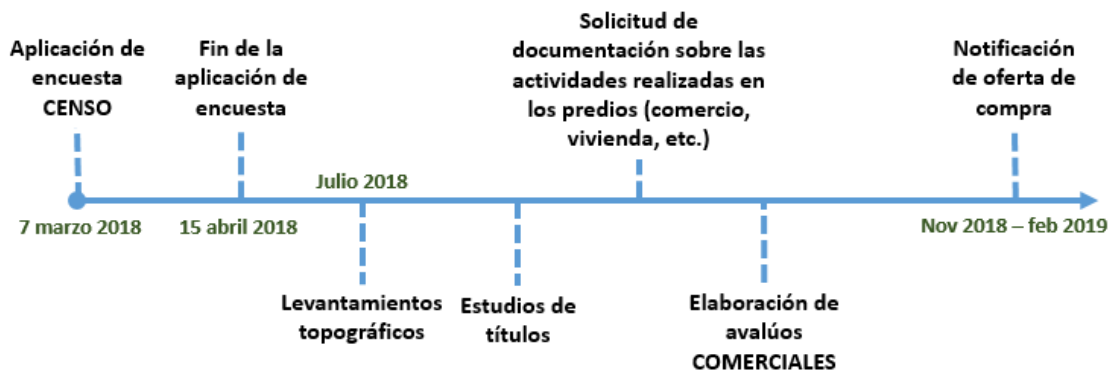 Aplicación de
encuesta
CENSO
Fin de la
aplicación de
encuesta
Solicitud de
documentación sobre las
actividades realizadas en
los predios (comercio,
vivienda, etc.)
Notificación
de oferta de
compra
Julio 2018
7 marzo 2018
15 abril 2018
Nov 2018 – feb 2019
Levantamientos
topográficos
Estudios de
títulos
Elaboración de
avalúos
COMERCIALES